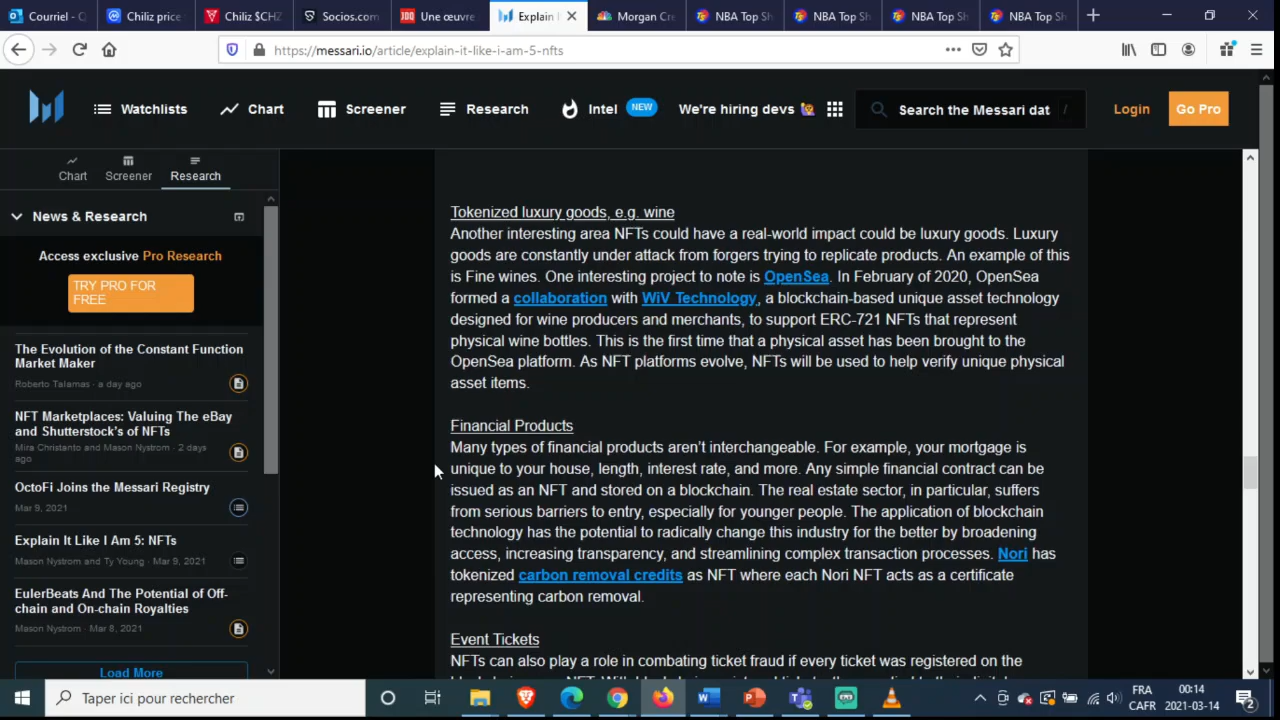 Courriel - O
Chiliz price
Chiliz $CHZ
Socios.com
JDD Une œuvre
Explain I
Morgan Cre
NBA Top Sh
NBA Top Sh
NBA Top Sh
NBA Top Sh
https://messari.io/article/explain-it-like-i-am-5-nfts
Watchlists
Chart
Screener
Research
Intel NEW
We're hiring devs
Search the Messari dat /
Login
Go Pro
Chart
Screener
Research
News & Research
Access exclusive Pro Research
TRY PRO FOR
FREE
The Evolution of the Constant Function
Market Maker
Roberto Talamas · a day ago
NFT Marketplaces: Valuing The eBay
and Shutterstock's of NFTs
Mira Christanto and Mason Nystrom · 2 days
ago
OctoFi Joins the Messari Registry
Mar 9, 2021
Explain It Like I Am 5: NFTs
Mason Nystrom and Ty Young · Mar 9, 2021
EulerBeats And The Potential of Off-
chain and On-chain Royalties
Mason Nystrom · Mar 8, 2021
Load More
Tokenized luxury goods, e.g. wine
Another interesting area NFTs could have a real-world impact could be luxury goods. Luxury
goods are constantly under attack from forgers trying to replicate products. An example of this
is Fine wines. One interesting project to note is OpenSea. In February of 2020, OpenSea
formed a collaboration with WiV Technology, a blockchain-based unique asset technology
designed for wine producers and merchants, to support ERC-721 NFTs that represent
physical wine bottles. This is the first time that a physical asset has been brought to the
OpenSea platform. As NFT platforms evolve, NFTs will be used to help verify unique physical
asset items.
Financial Products
Many types of financial products aren't interchangeable. For example, your mortgage is
unique to your house, length, interest rate, and more. Any simple financial contract can be
issued as an NFT and stored on a blockchain. The real estate sector, in particular, suffers
from serious barriers to entry, especially for younger people. The application of blockchain
technology has the potential to radically change this industry for the better by broadening
access, increasing transparency, and streamlining complex transaction processes. Nori has
tokenized carbon removal credits as NFT where each Nori NFT acts as a certificate
representing carbon removal.
Event Tickets
NFTs can also play a role in combating ticket fraud if every ticket was registered on the
Taper ici pour rechercher
FRA
CAFR
00:14
2021-03-14
2